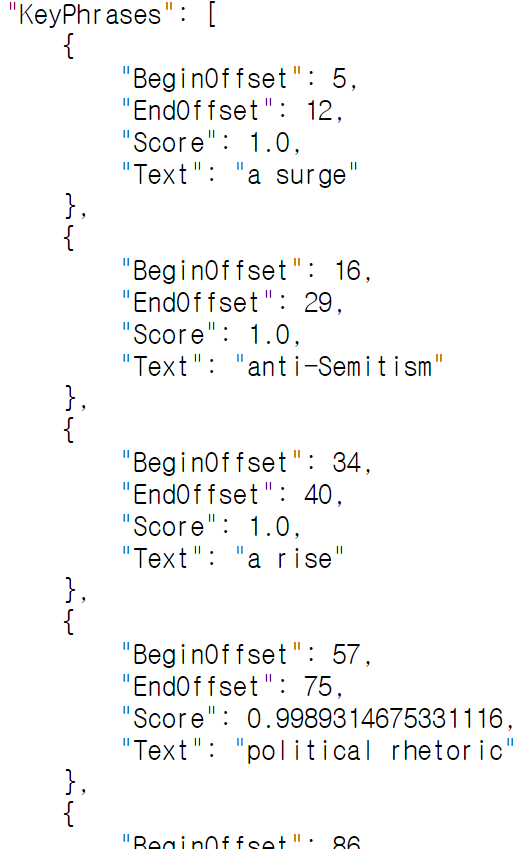 "KeyPhrases": [
{
"BeginOffset": 5,
"EndOffset": 12,
"Score": 1.0,
"Text": "a surge"
},
{
"BeginOffset": 16,
"EndOffset": 29,
"Score": 1.0,
"Text": "anti-Semitism"
},
{
"BeginOffset": 34,
"EndOffset": 40,
"Score": 1.0,
"Text": "a rise"
},
{
"BeginOffset": 57,
"EndOffset": 75,
"Score": 0.9989314675331116,
"Text": "political rhetoric"
},
{
"BeginOffset": 86,